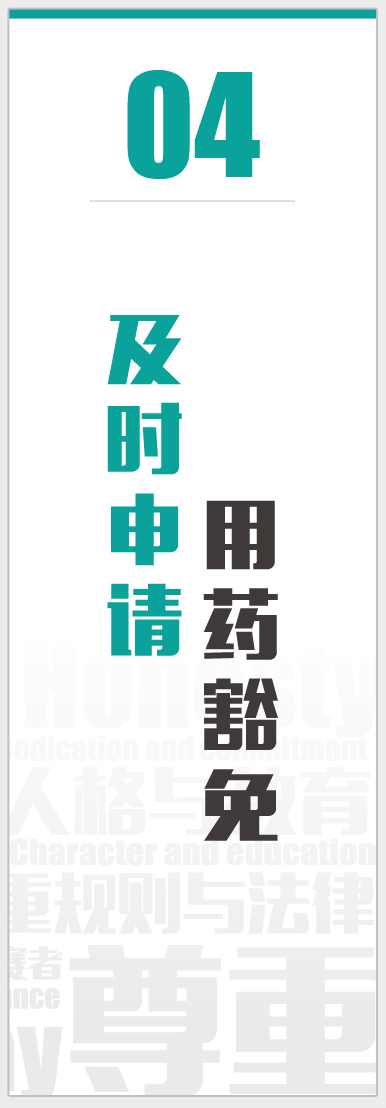 04
及时申请
用药豁免
Honesty
edication and commitment
人格与教育
Character and education
重规则与法律
赛者
ance
尊重